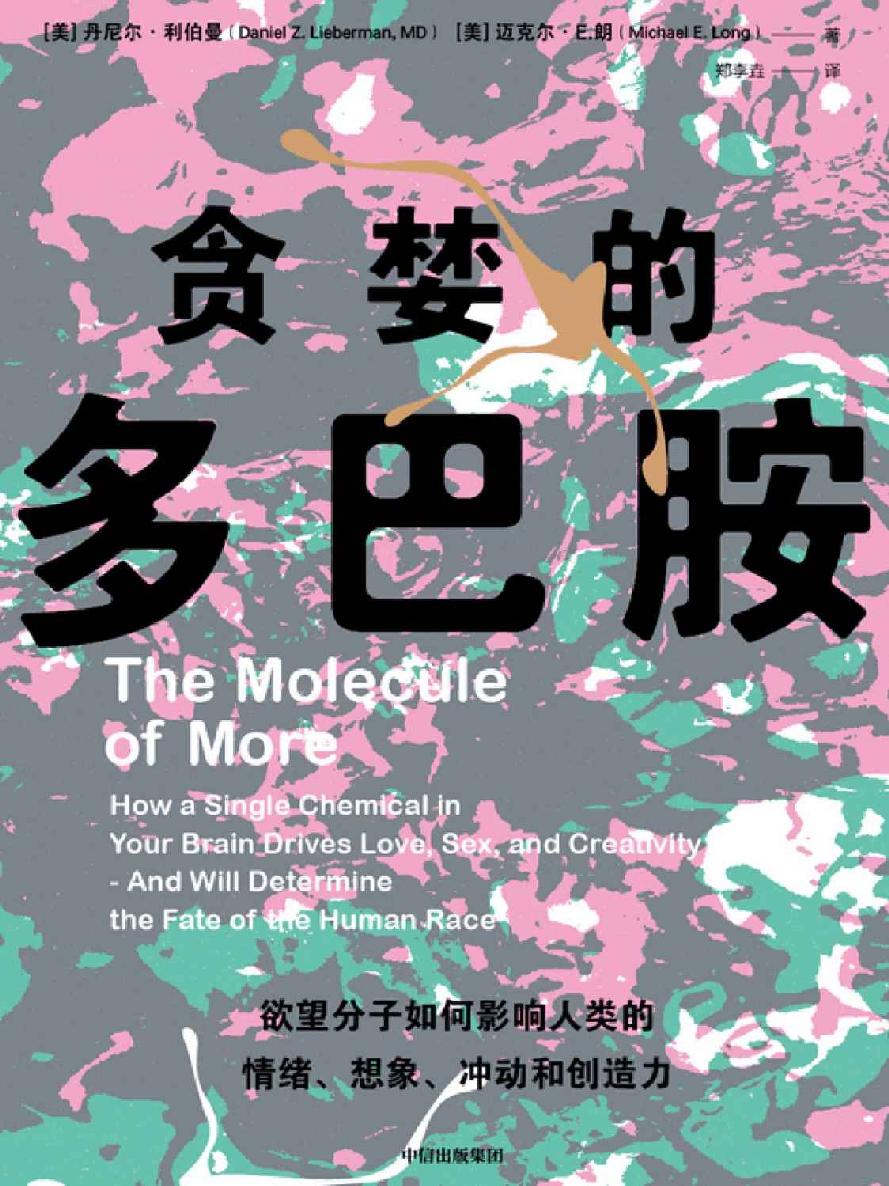 [美] 丹尼尔·利伯曼（Daniel Z. Lieberman, MD） [美] 迈克尔·E.朗（Michael E. Long） —— 著
郑李垚 —— 译
贪婪的
多巴胺
The Molecule
of More
How a Single Chemical in
Your Brain Drives Love, Sex, and Creativity
- And Will Determine
the Fate of the Human Race
欲望分子如何影响人类的
情绪、想象、冲动和创造力
中信出版集团